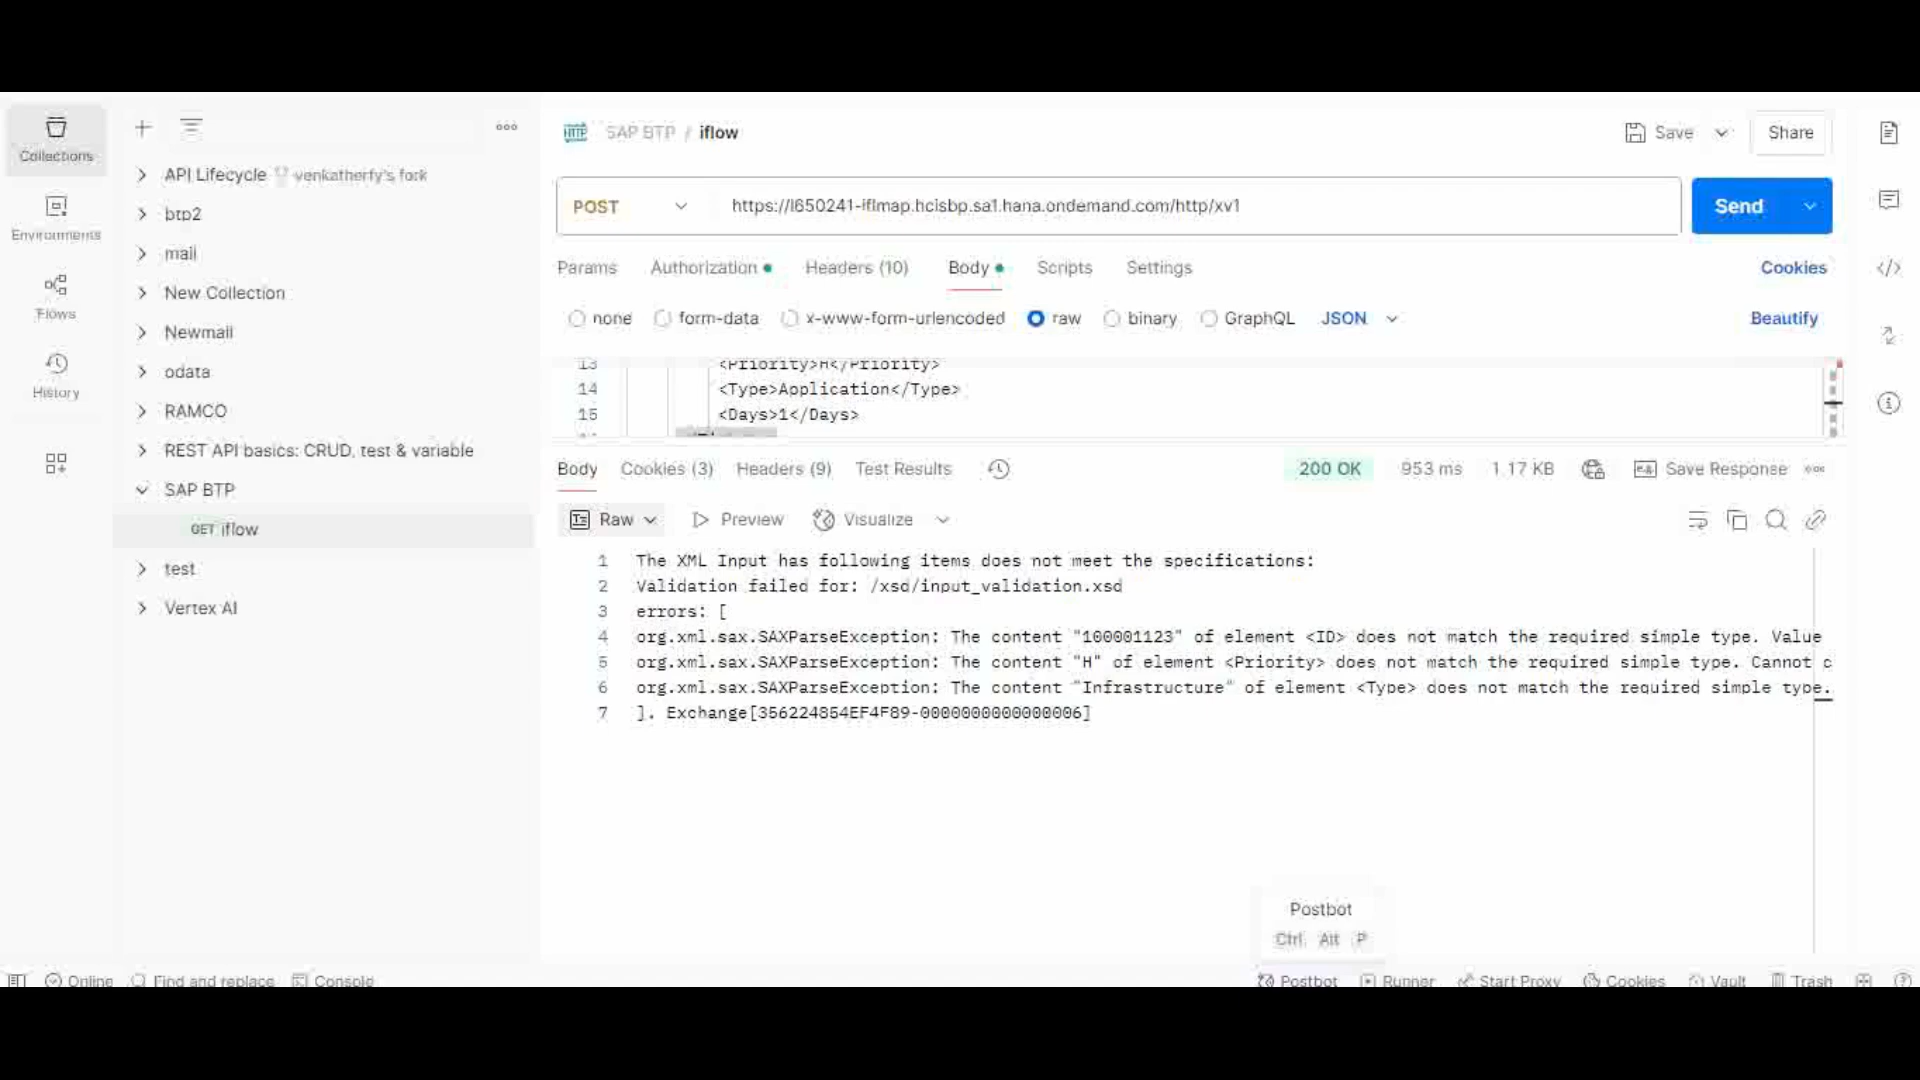 Collections
Environments
Flows
History
API Lifecycle venkatherfy's fork
btp2
mail
New Collection
Newmail
odata
RAMCO
REST API basics: CRUD, test & variable
SAP BTP
GET iflow
test
Vertex AI
HTTP SAP BTP / iflow
Save
Share
POST
https://l650241-iflmap.hcisbp.sa1.hana.ondemand.com/http/xv1
Send
Params Authorization Headers (10) Body Scripts Settings
Cookies
none form-data x-www-form-urlencoded raw binary GraphQL JSON
Beautify
13 <Priority>H</Priority>
14 <Type>Application</Type>
15 <Days>1</Days>
Body Cookies (3) Headers (9) Test Results
200 OK 953 ms 1.17 KB Save Response
Raw Preview Visualize
1 The XML Input has following items does not meet the specifications:
2 Validation failed for: /xsd/input_validation.xsd
3 errors: [
4 org.xml.sax.SAXParseException: The content "100001123" of element <ID> does not match the required simple type. Value
5 org.xml.sax.SAXParseException: The content "H" of element <Priority> does not match the required simple type. Cannot c
6 org.xml.sax.SAXParseException: The content "Infrastructure" of element <Type> does not match the required simple type.
7 ]. Exchange[356224854EF4F89-0000000000000006]
Postbot
Ctrl Alt P
Online Find and replace Console
Postbot Runner Start Proxy Cookies Vault Trash